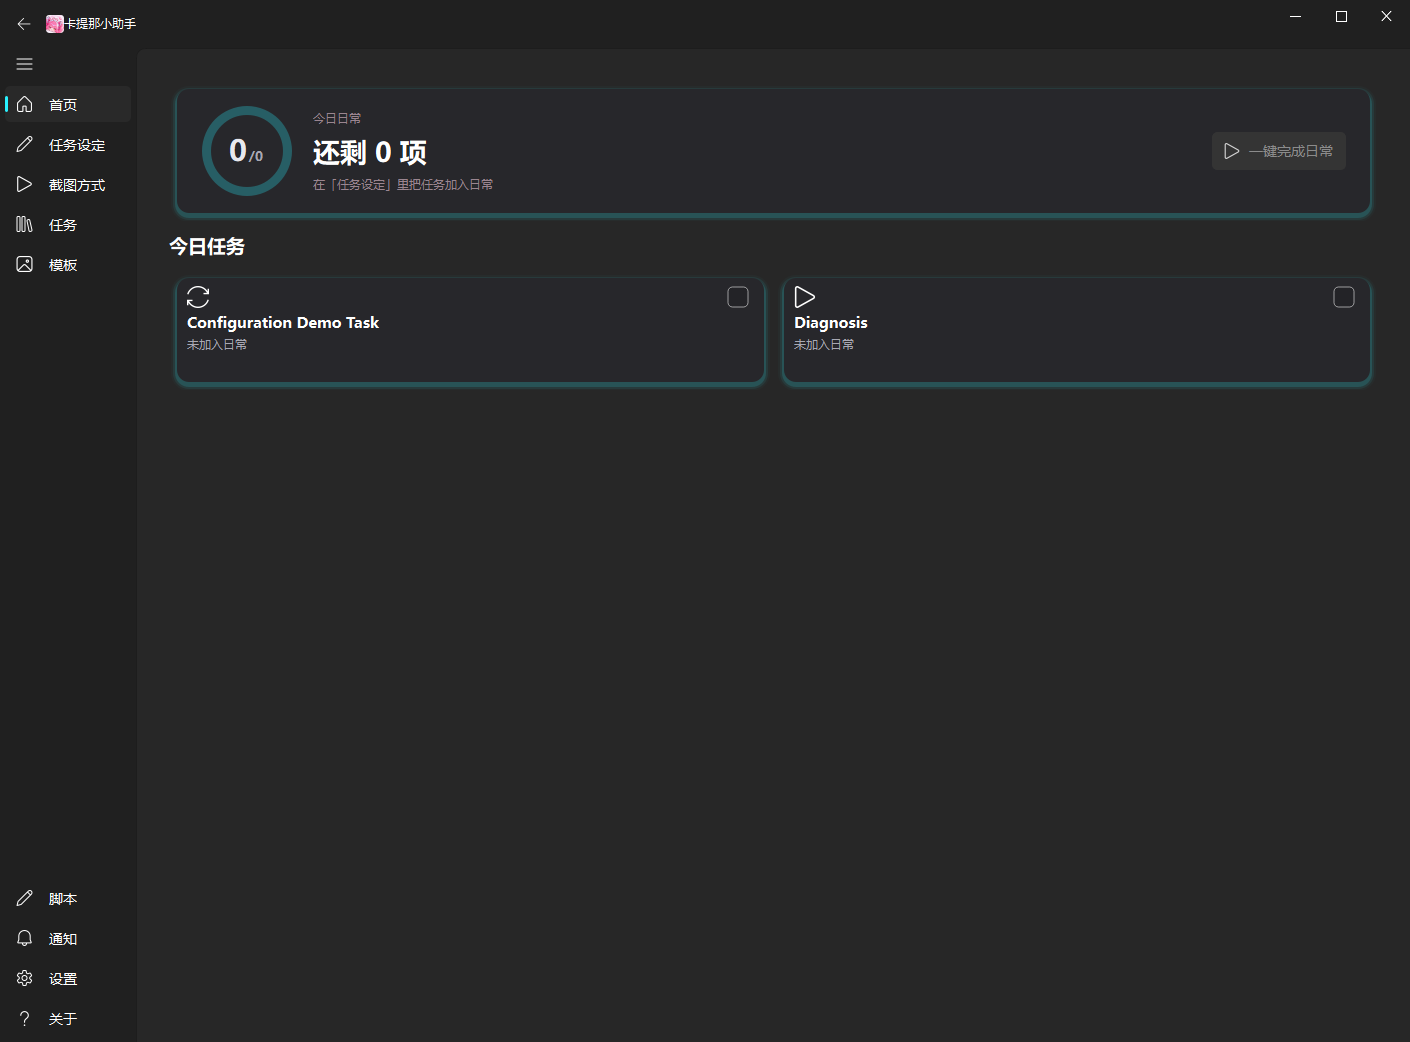 卡提那小助手
首页
任务设定
截图方式
任务
模板
今日日常
0/0
还剩 0 项
在「任务设定」里把任务加入日常
一键完成日常
今日任务
Configuration Demo Task
未加入日常
Diagnosis
未加入日常
脚本
通知
设置
关于